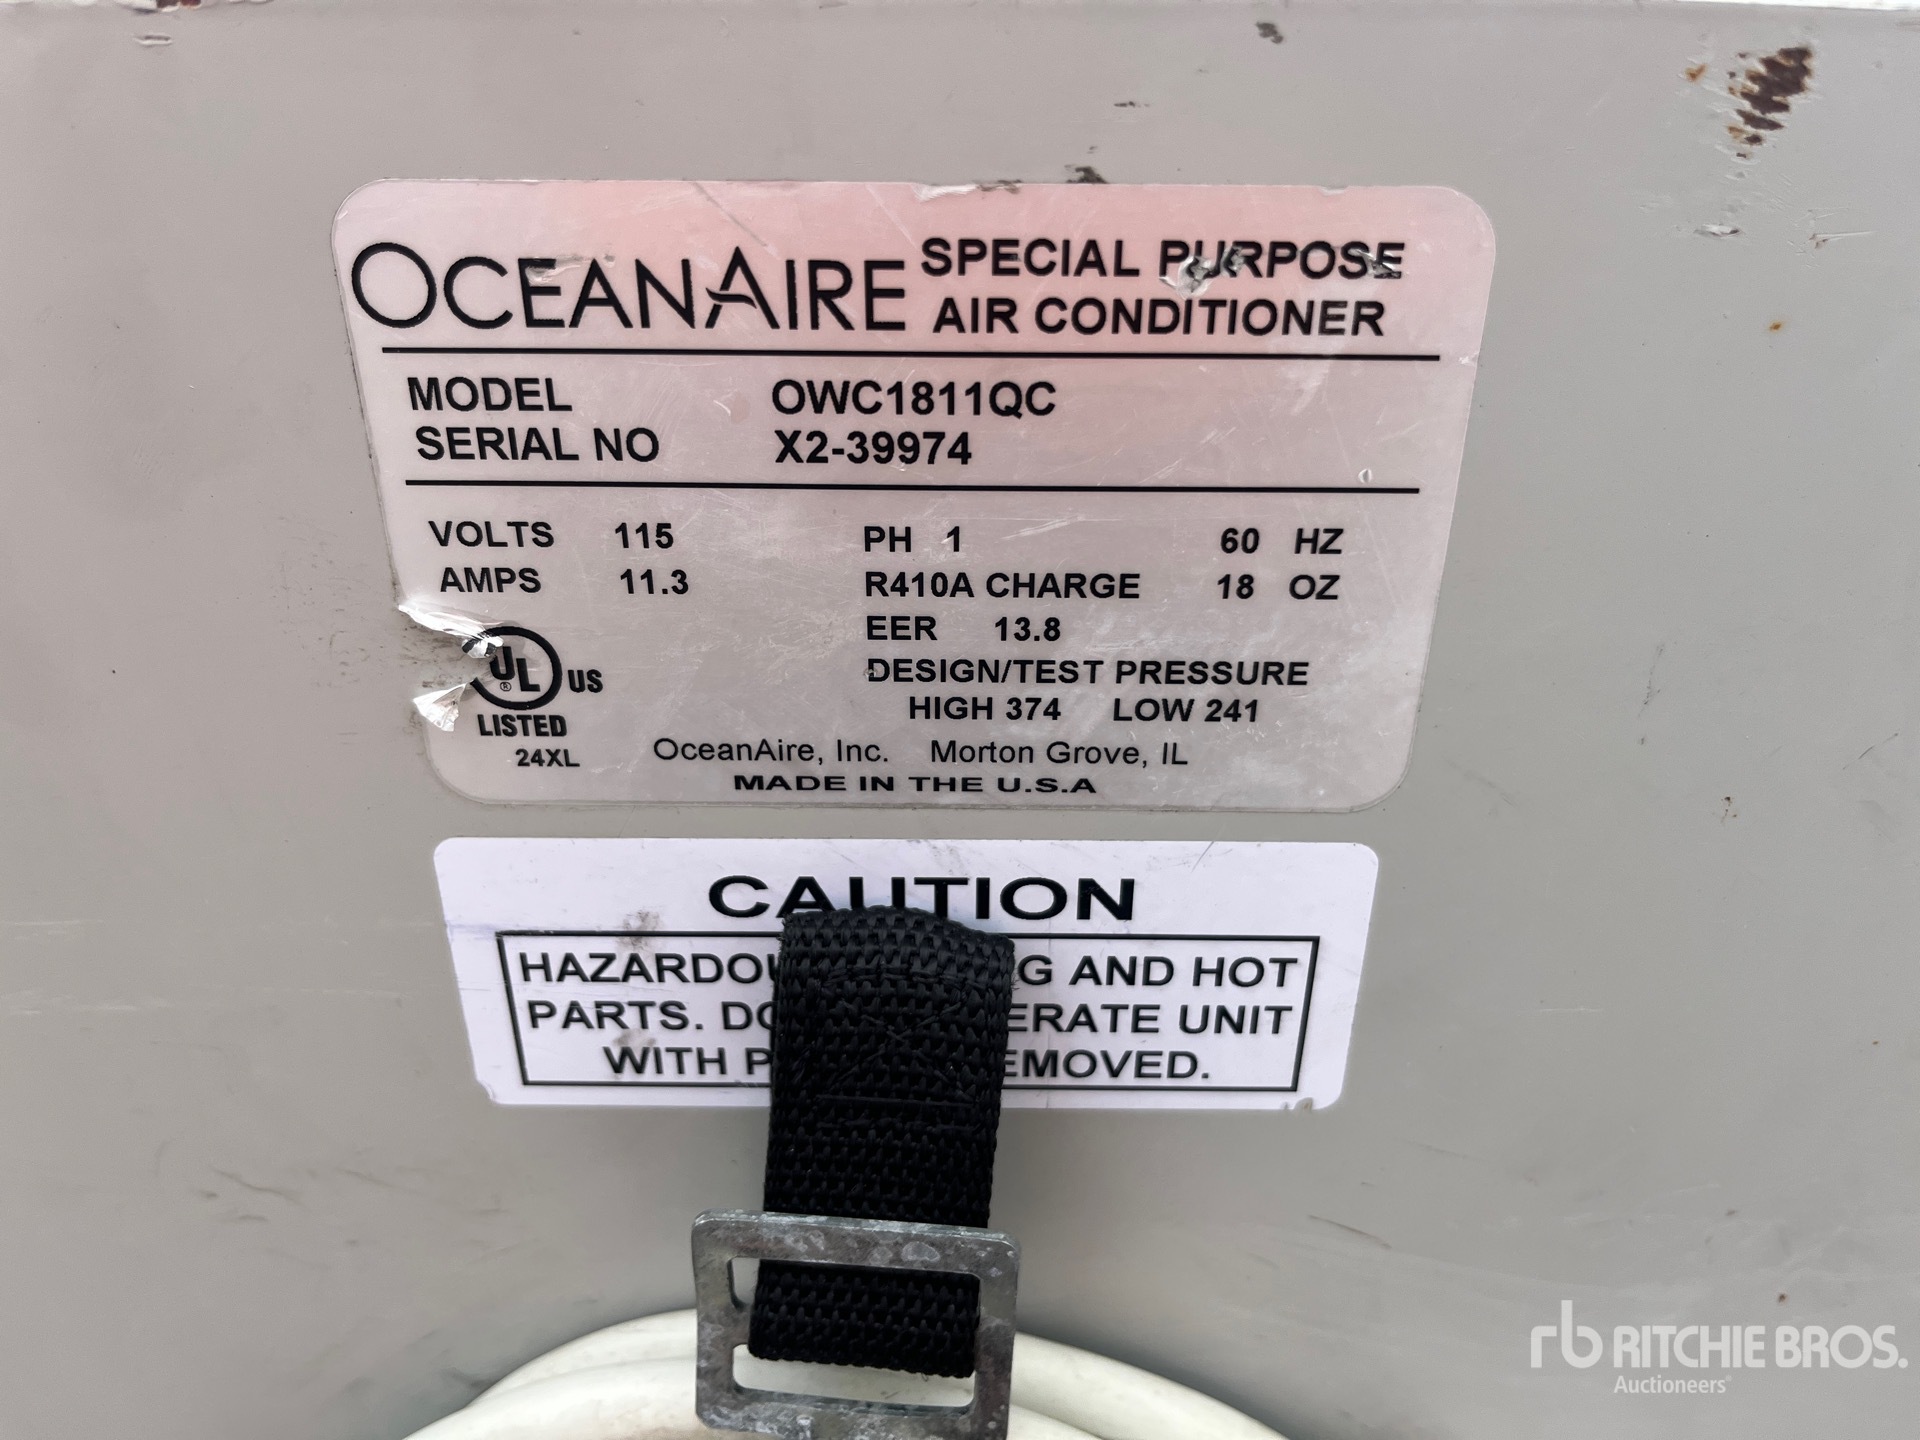 OCEANAIRE SPECIAL PURPOSE
AIR CONDITIONER
MODEL OWC1811QC
SERIAL NO X2-39974
VOLTS 115 PH 1 60 HZ
AMPS 11.3 R410A CHARGE 18 OZ
EER 13.8
DESIGN/TEST PRESSURE
HIGH 374 LOW 241
UL® US
LISTED
24XL
OceanAire, Inc. Morton Grove, IL
MADE IN THE U.S.A
CAUTION
HAZARDOU G AND HOT
PARTS. DO ERATE UNIT
WITH P EMOVED.
rb RITCHIE BROS.
Auctioneers®